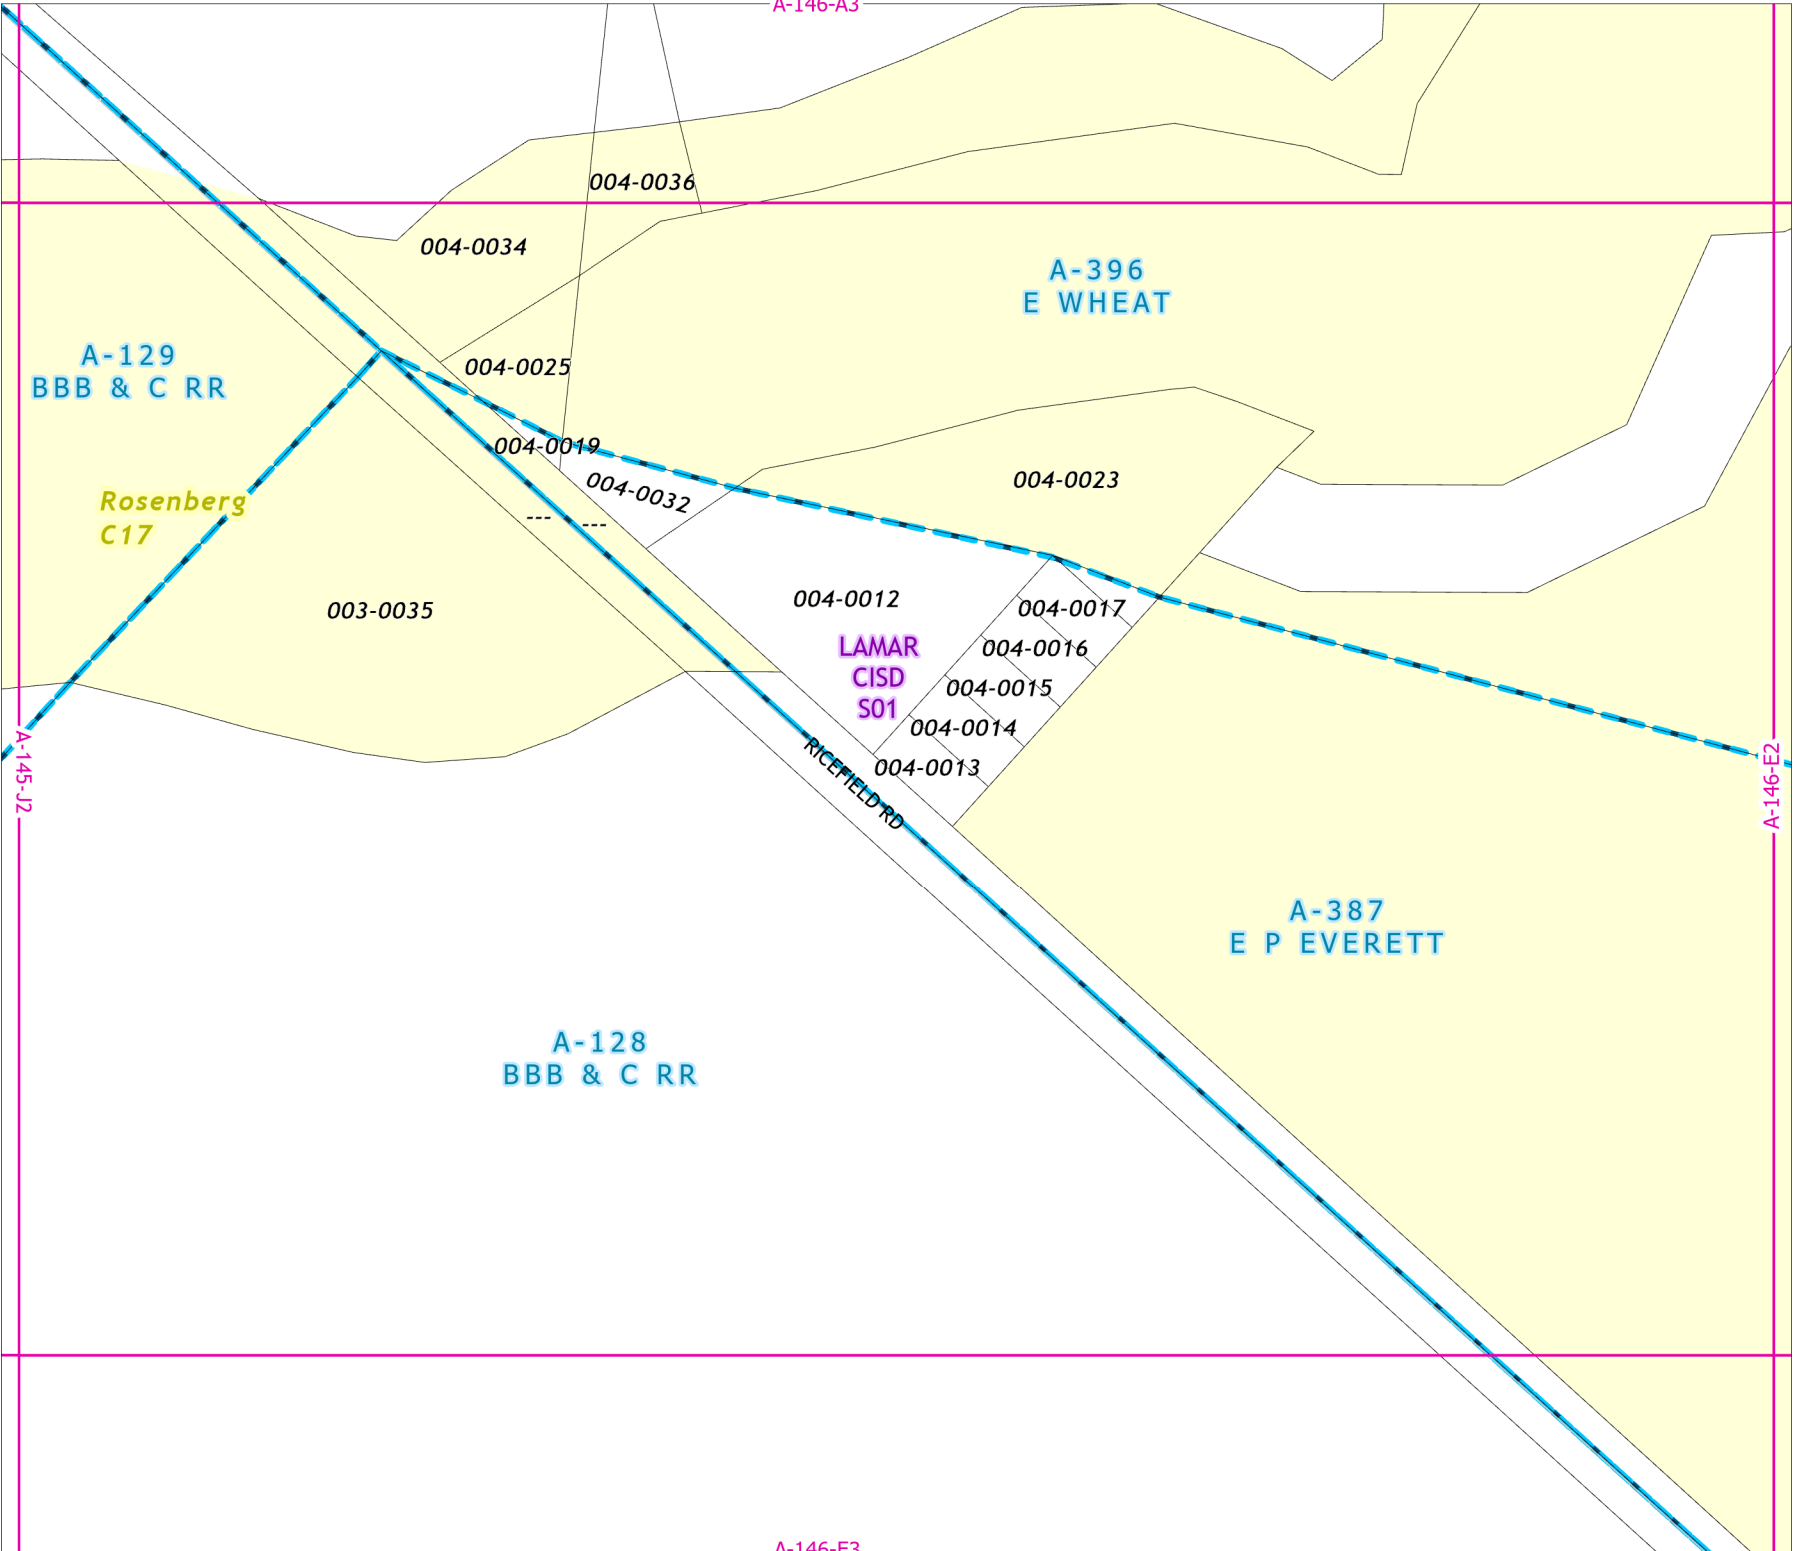 A-146-A3
004-0036
004-0034
A-396
E WHEAT
A-129
BBB & C RR
004-0025
004-0019
004-0032
004-0023
Rosenberg
C17
--- ---
003-0035
004-0012
004-0017
LAMAR
CISD
S01
004-0016
004-0015
004-0014
004-0013
A-145-J2
RICEFIELD RD
A-146-E2
A-387
E P EVERETT
A-128
BBB & C RR
A-146-E3